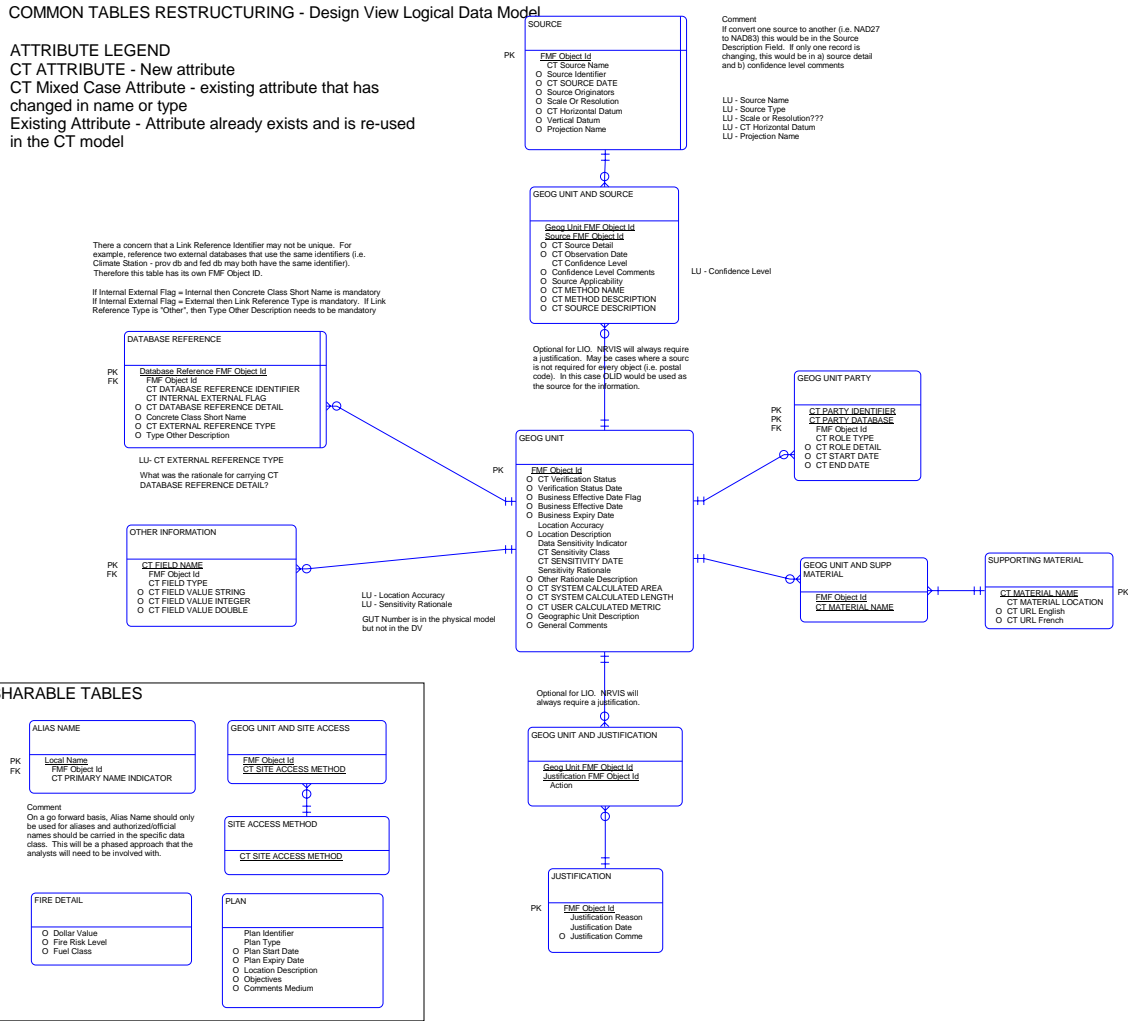 COMMON TABLES RESTRUCTURING - Design View Logical Data Model
ATTRIBUTE LEGEND
CT ATTRIBUTE - New attribute
CT Mixed Case Attribute - existing attribute that has
changed in name or type
Existing Attribute - Attribute already exists and is re-used
in the CT model
SOURCE
PK FMF Object Id
CT Source Name
O Source Identifier
O CT SOURCE DATE
O Source Originators
O Scale Or Resolution
O CT Horizontal Datum
O Vertical Datum
O Projection Name
Comment
If convert one source to another (i.e. NAD27
to NAD83) this would be in the Source
Description Field. If only one record is
changing, this would be in a) source detail
and b) confidence level comments
LU - Source Name
LU - Source Type
LU - Scale or Resolution???
LU - CT Horizontal Datum
LU - Projection Name
GEOG UNIT AND SOURCE
Geog Unit FMF Object Id
Source FMF Object Id
O CT Source Detail
O CT Observation Date
CT Confidence Level
O Confidence Level Comments
O Source Applicability
O CT METHOD NAME
O CT METHOD DESCRIPTION
O CT SOURCE DESCRIPTION
LU - Confidence Level
There a concern that a Link Reference Identifier may not be unique. For
example, reference two external databases that use the same identifiers (i.e.
Climate Station - prov db and fed db may both have the same identifier).
Therefore this table has its own FMF Object ID.
If Internal External Flag = Internal then Concrete Class Short Name is mandatory
If Internal External Flag = External then Link Reference Type is mandatory. If Link
Reference Type is "Other", then Type Other Description needs to be mandatory
DATABASE REFERENCE
PK Database Reference FMF Object Id
FK FMF Object Id
CT DATABASE REFERENCE IDENTIFIER
CT INTERNAL EXTERNAL FLAG
O CT DATABASE REFERENCE DETAIL
O Concrete Class Short Name
O CT EXTERNAL REFERENCE TYPE
O Type Other Description
LU- CT EXTERNAL REFERENCE TYPE
What was the rationale for carrying CT
DATABASE REFERENCE DETAIL?
Optional for LIO. NRVIS will always require
a justification. May be cases where a sourc
is not required for every object (i.e. postal
code). In this case OLID would be used as
the source for the information.
GEOG UNIT PARTY
PK CT PARTY IDENTIFIER
PK CT PARTY DATABASE
FK FMF Object Id
CT ROLE TYPE
O CT ROLE DETAIL
O CT START DATE
O CT END DATE
GEOG UNIT
PK FMF Object Id
O CT Verification Status
O Verification Status Date
O Business Effective Date Flag
O Business Effective Date
O Business Expiry Date
Location Accuracy
O Location Description
Data Sensitivity Indicator
CT Sensitivity Class
CT SENSITIVITY DATE
Sensitivity Rationale
O Other Rationale Description
O CT SYSTEM CALCULATED AREA
O CT SYSTEM CALCULATED LENGTH
O CT USER CALCULATED METRIC
O Geographic Unit Description
O General Comments
OTHER INFORMATION
PK CT FIELD NAME
FK FMF Object Id
CT FIELD TYPE
O CT FIELD VALUE STRING
O CT FIELD VALUE INTEGER
O CT FIELD VALUE DOUBLE
LU - Location Accuracy
LU - Sensitivity Rationale
GUT Number is in the physical model
but not in the DV
GEOG UNIT AND SUPP
MATERIAL
FMF Object Id
CT MATERIAL NAME
SUPPORTING MATERIAL
CT MATERIAL NAME PK
CT MATERIAL LOCATION
O CT URL English
O CT URL French
Optional for LIO. NRVIS will
always require a justification.
GEOG UNIT AND JUSTIFICATION
Geog Unit FMF Object Id
Justification FMF Object Id
Action
JUSTIFICATION
PK FMF Object Id
Justification Reason
Justification Date
O Justification Comme
SHARABLE TABLES
ALIAS NAME
PK Local Name
FK FMF Object Id
CT PRIMARY NAME INDICATOR
Comment
On a go forward basis, Alias Name should only
be used for aliases and authorized/official
names should be carried in the specific data
class. This will be a phased approach that the
analysts will need to be involved with.
GEOG UNIT AND SITE ACCESS
FMF Object Id
CT SITE ACCESS METHOD
SITE ACCESS METHOD
CT SITE ACCESS METHOD
FIRE DETAIL
O Dollar Value
O Fire Risk Level
O Fuel Class
PLAN
Plan Identifier
Plan Type
O Plan Start Date
O Plan Expiry Date
O Location Description
O Objectives
O Comments Medium